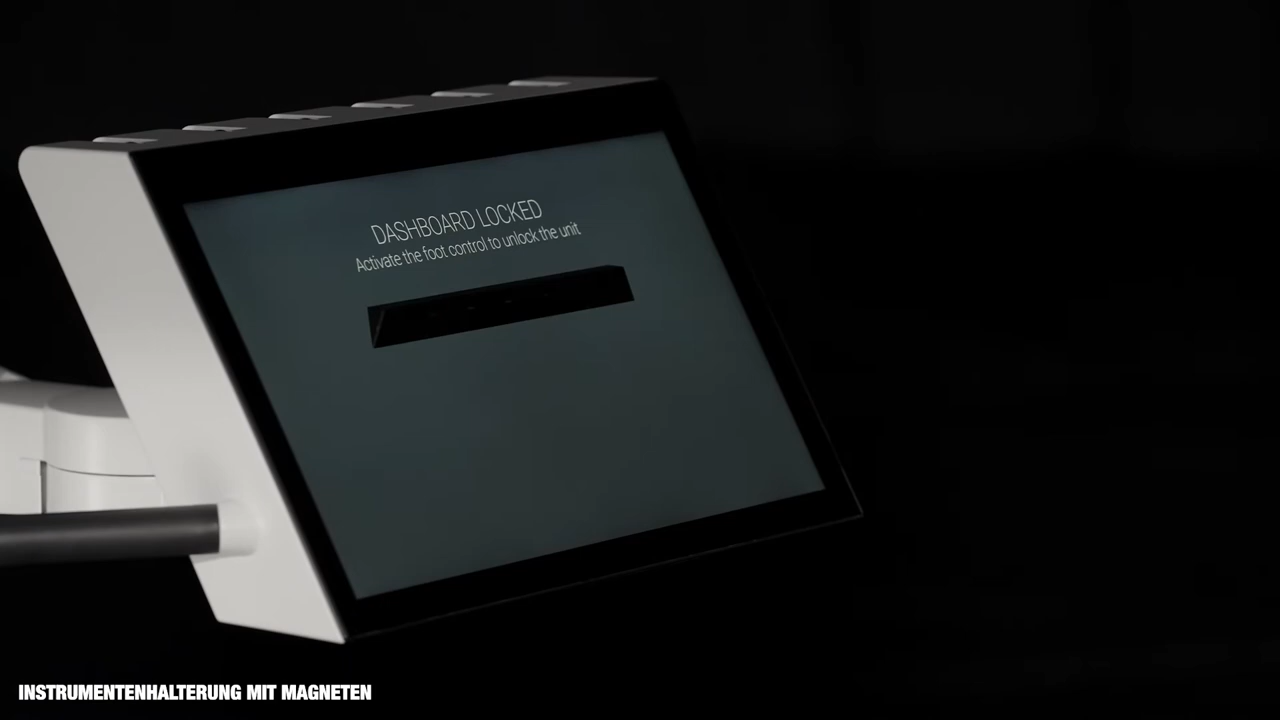 DASHBOARD LOCKED
Activate the foot control to unlock the unit
INSTRUMENTENHALTERUNG MIT MAGNETEN